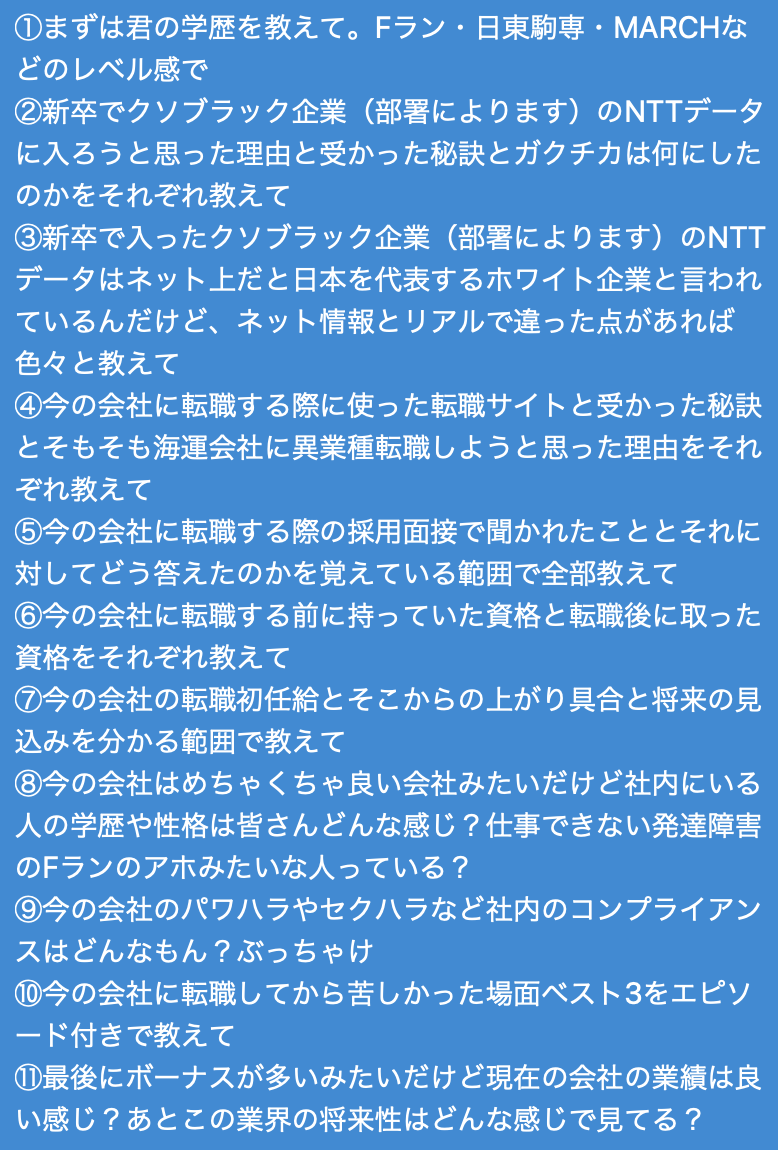 ①まずは君の学歴を教えて。Fラン・日東駒専・MARCHな
どのレベル感で
②新卒でクソブラック企業（部署によります）のNTTデータ
に入ろうと思った理由と受かった秘訣とガクチカは何にした
のかをそれぞれ教えて
③新卒で入ったクソブラック企業（部署によります）のNTT
データはネット上だと日本を代表するホワイト企業と言われ
ているんだけど、ネット情報とリアルで違った点があれば
色々と教えて
④今の会社に転職する際に使った転職サイトと受かった秘訣
とそもそも海運会社に異業種転職しようと思った理由をそれ
ぞれ教えて
⑤今の会社に転職する際の採用面接で聞かれたこととそれに
対してどう答えたのかを覚えている範囲で全部教えて
⑥今の会社に転職する前に持っていた資格と転職後に取った
資格をそれぞれ教えて
⑦今の会社の転職初任給とそこからの上がり具合と将来の見
込みを分かる範囲で教えて
⑧今の会社はめちゃくちゃ良い会社みたいだけど社内にいる
人の学歴や性格は皆さんどんな感じ？仕事できない発達障害
のFランのアホみたいな人っている？
⑨今の会社のパワハラやセクハラなど社内のコンプライアン
スはどんなもん？ぶっちゃけ
⑩今の会社に転職してから苦しかった場面ベスト3をエピソ
ード付きで教えて
⑪最後にボーナスが多いみたいだけど現在の会社の業績は良
い感じ？あとこの業界の将来性はどんな感じで見てる？